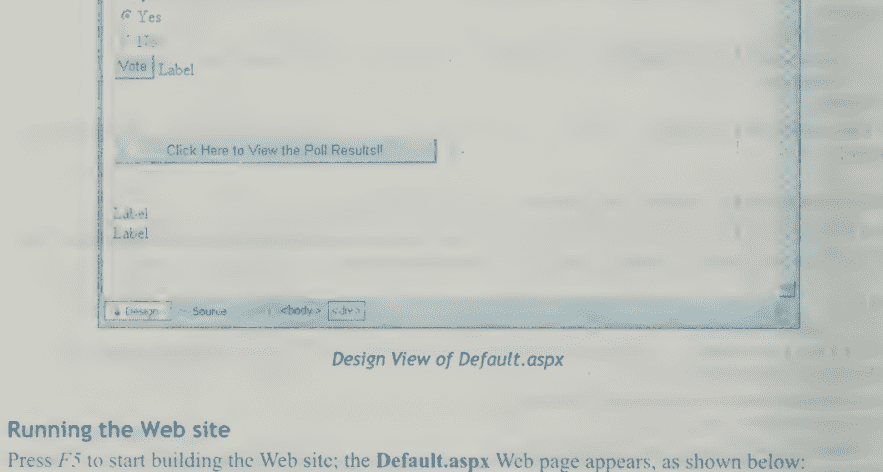 Yes
No
Vote Label
Click Here to View the Poll Results!!
Label
Label
Design Source <body> <div>
Design View of Default.aspx
Running the Web site
Press F5 to start building the Web site; the Default.aspx Web page appears, as shown below: